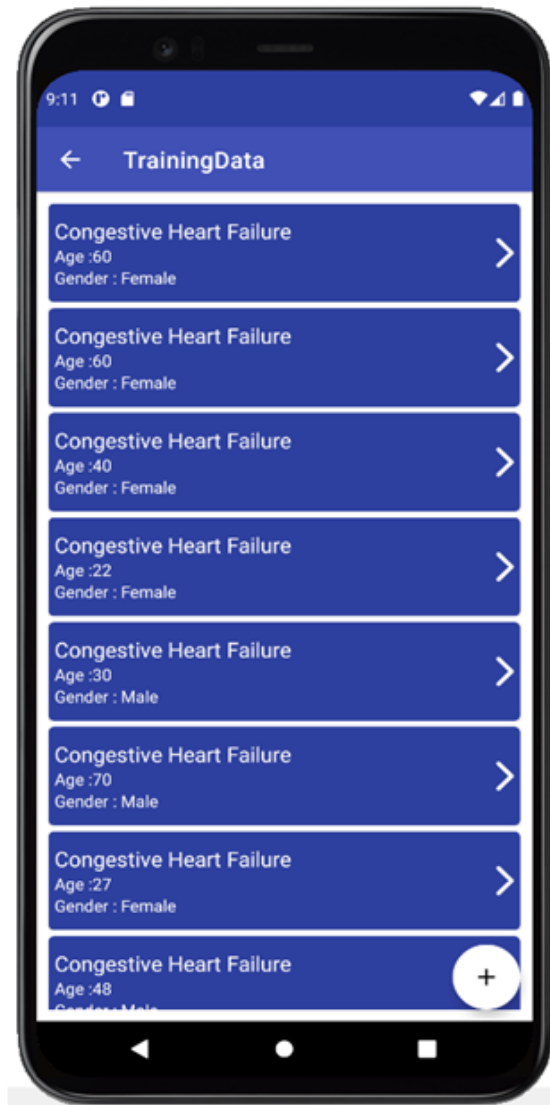 9:11
TrainingData
Congestive Heart Failure
Age :60
Gender : Female
Congestive Heart Failure
Age :60
Gender : Female
Congestive Heart Failure
Age :40
Gender : Female
Congestive Heart Failure
Age :22
Gender : Female
Congestive Heart Failure
Age :30
Gender : Male
Congestive Heart Failure
Age :70
Gender : Male
Congestive Heart Failure
Age :27
Gender : Female
Congestive Heart Failure
Age :48
Gender : Male